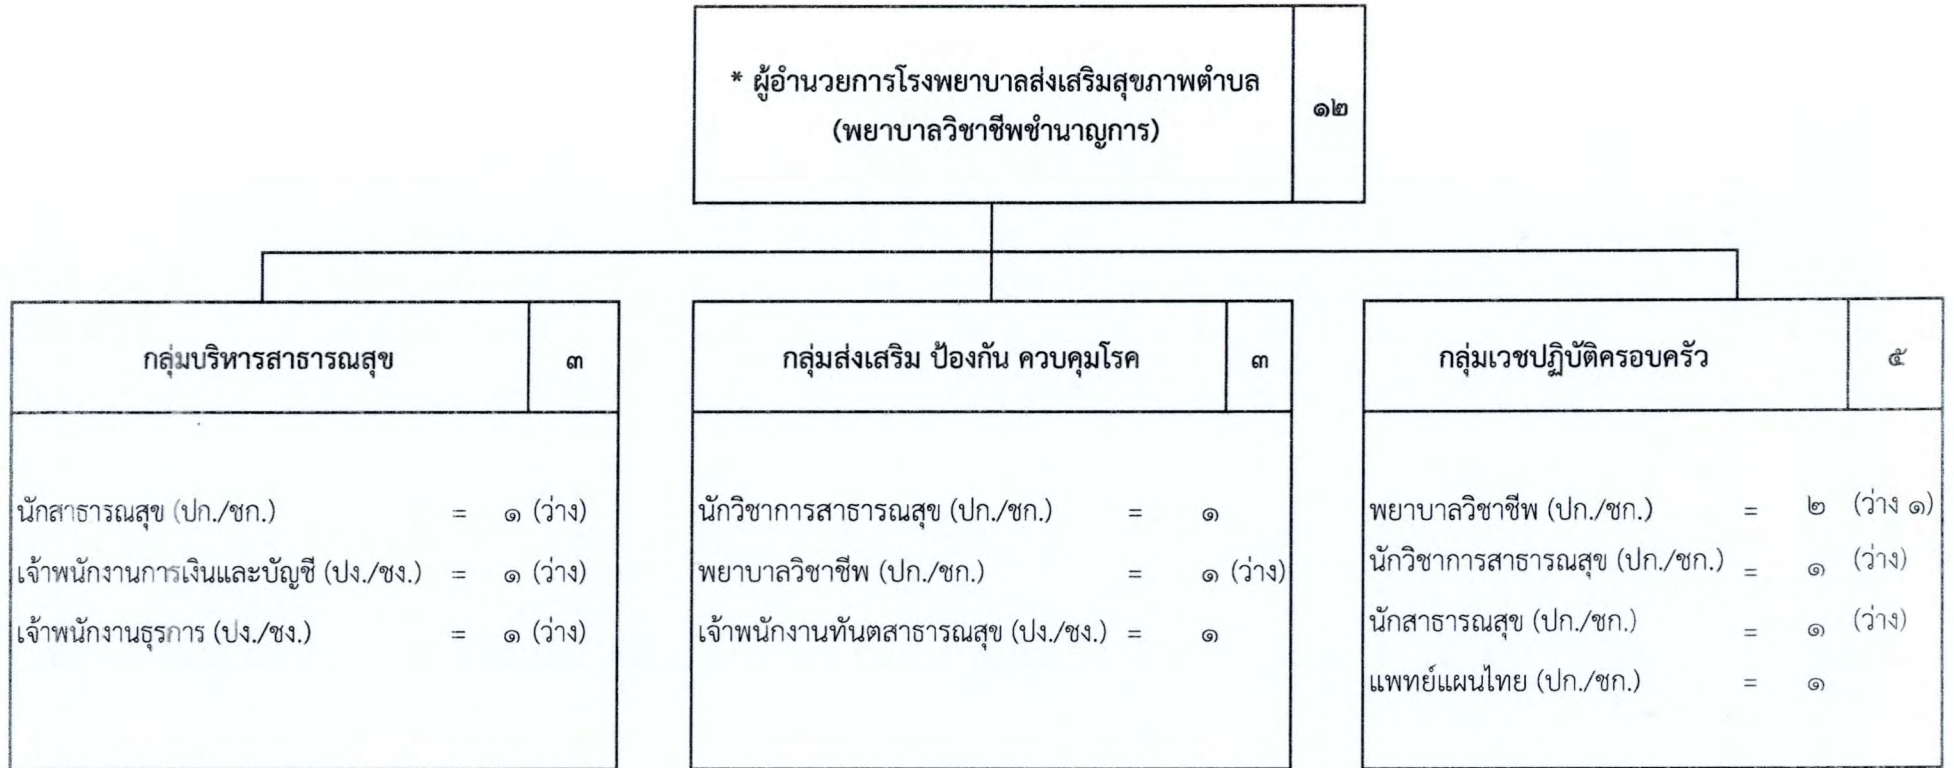 * ผู้อำนวยการโรงพยาบาลส่งเสริมสุขภาพตำบล
(พยาบาลวิชาชีพชำนาญการ)
๑๒
กลุ่มบริหารสาธารณสุข ๓
นักสาธารณสุข (ปก./ชก.) = ๑ (ว่าง)
เจ้าพนักงานการเงินและบัญชี (ปง./ชง.) = ๑ (ว่าง)
เจ้าพนักงานธุรการ (ปง./ชง.) = ๑ (ว่าง)
กลุ่มส่งเสริม ป้องกัน ควบคุมโรค ๓
นักวิชาการสาธารณสุข (ปก./ชก.) = ๑
พยาบาลวิชาชีพ (ปก./ชก.) = ๑ (ว่าง)
เจ้าพนักงานทันตสาธารณสุข (ปง./ชง.) = ๑
กลุ่มเวชปฏิบัติครอบครัว ๕
พยาบาลวิชาชีพ (ปก./ชก.) = ๒ (ว่าง ๑)
นักวิชาการสาธารณสุข (ปก./ชก.) = ๑ (ว่าง)
นักสาธารณสุข (ปก./ชก.) = ๑ (ว่าง)
แพทย์แผนไทย (ปก./ชก.) = ๑